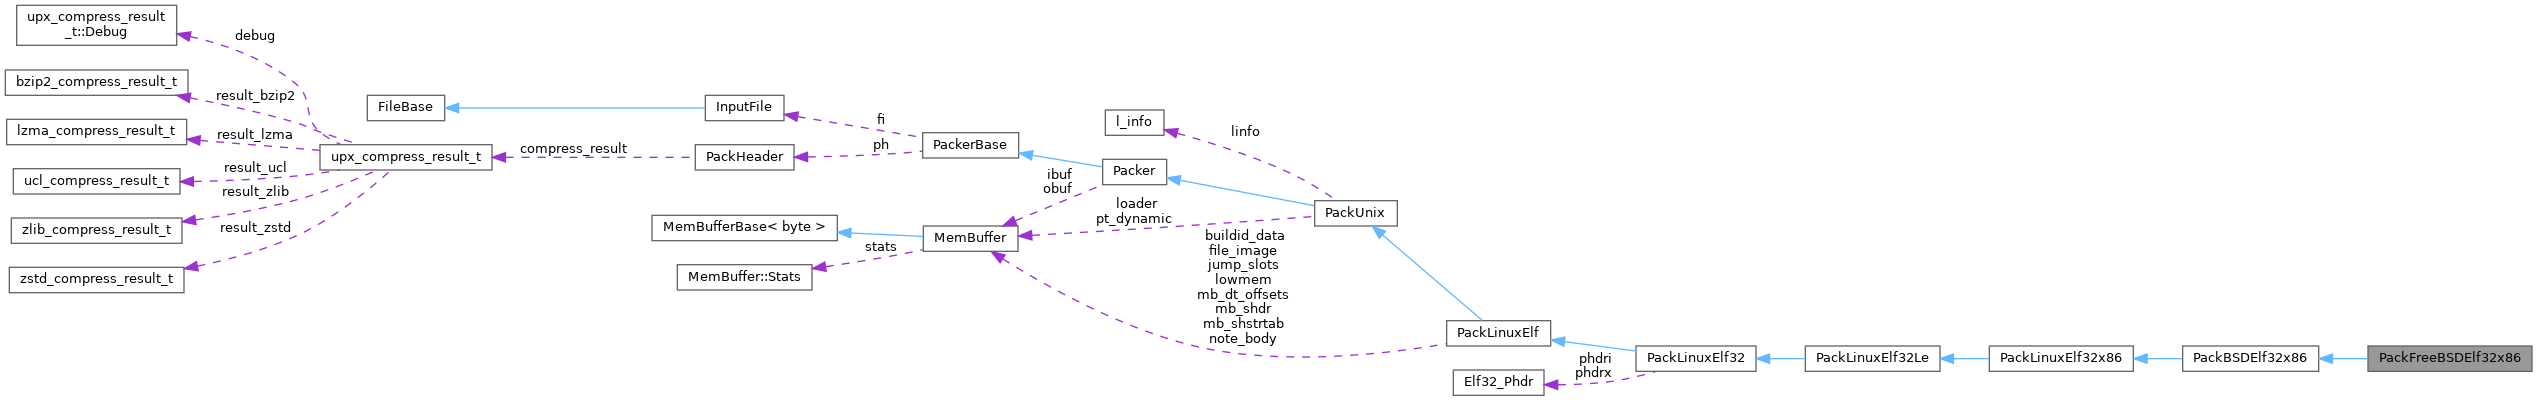 upx_compress_result
_t::Debug
debug
bzip2_compress_result_t
result_bzip2
lzma_compress_result_t
result_lzma
upx_compress_result_t
ucl_compress_result_t
result_ucl
result_zlib
zlib_compress_result_t
result_zstd
zstd_compress_result_t
compress_result
FileBase
InputFile
PackHeader
fi
ph
PackerBase
MemBufferBase< byte >
MemBuffer::Stats
stats
MemBuffer
ibuf
obuf
Packer
l_info
linfo
loader
pt_dynamic
PackUnix
buildid_data
file_image
jump_slots
lowmem
mb_dt_offsets
mb_shdr
mb_shstrtab
note_body
PackLinuxElf
Elf32_Phdr
phdri
phdrx
PackLinuxElf32
PackLinuxElf32Le
PackLinuxElf32x86
PackBSDElf32x86
PackFreeBSDElf32x86